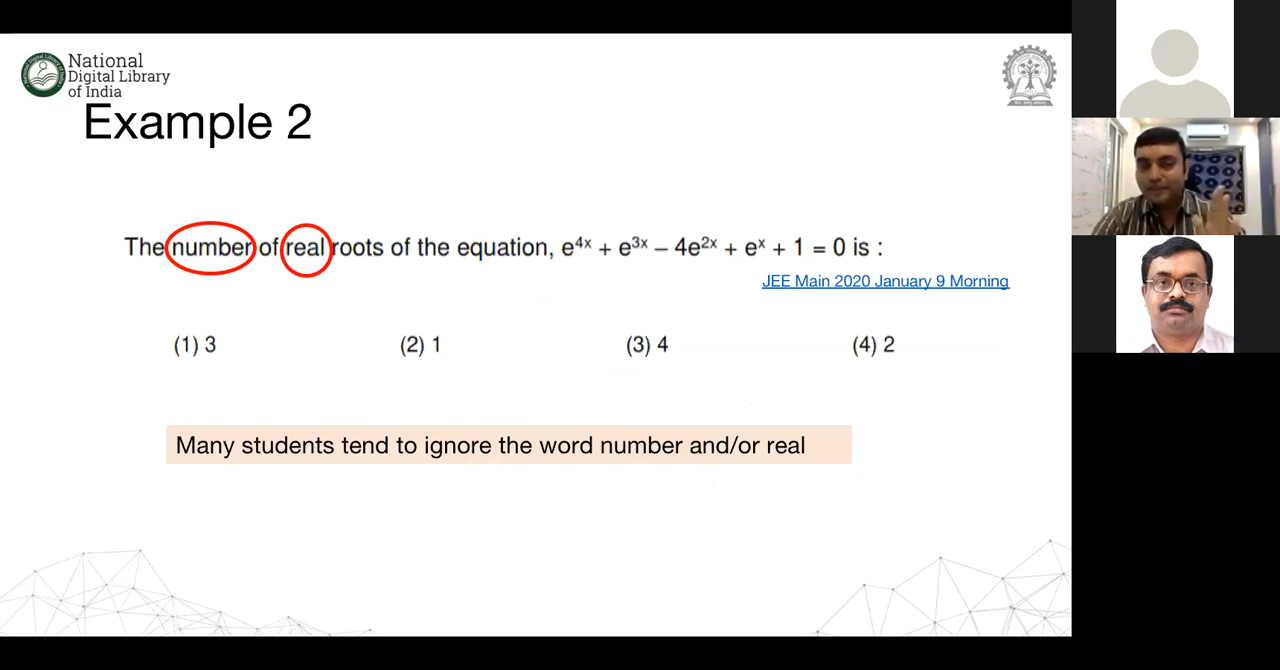 National
Digital Library
of India
Example 2
The number of real roots of the equation, e⁴ˣ + e³ˣ – 4e²ˣ + eˣ + 1 = 0 is :
JEE Main 2020 January 9 Morning
(1) 3 (2) 1 (3) 4 (4) 2
Many students tend to ignore the word number and/or real